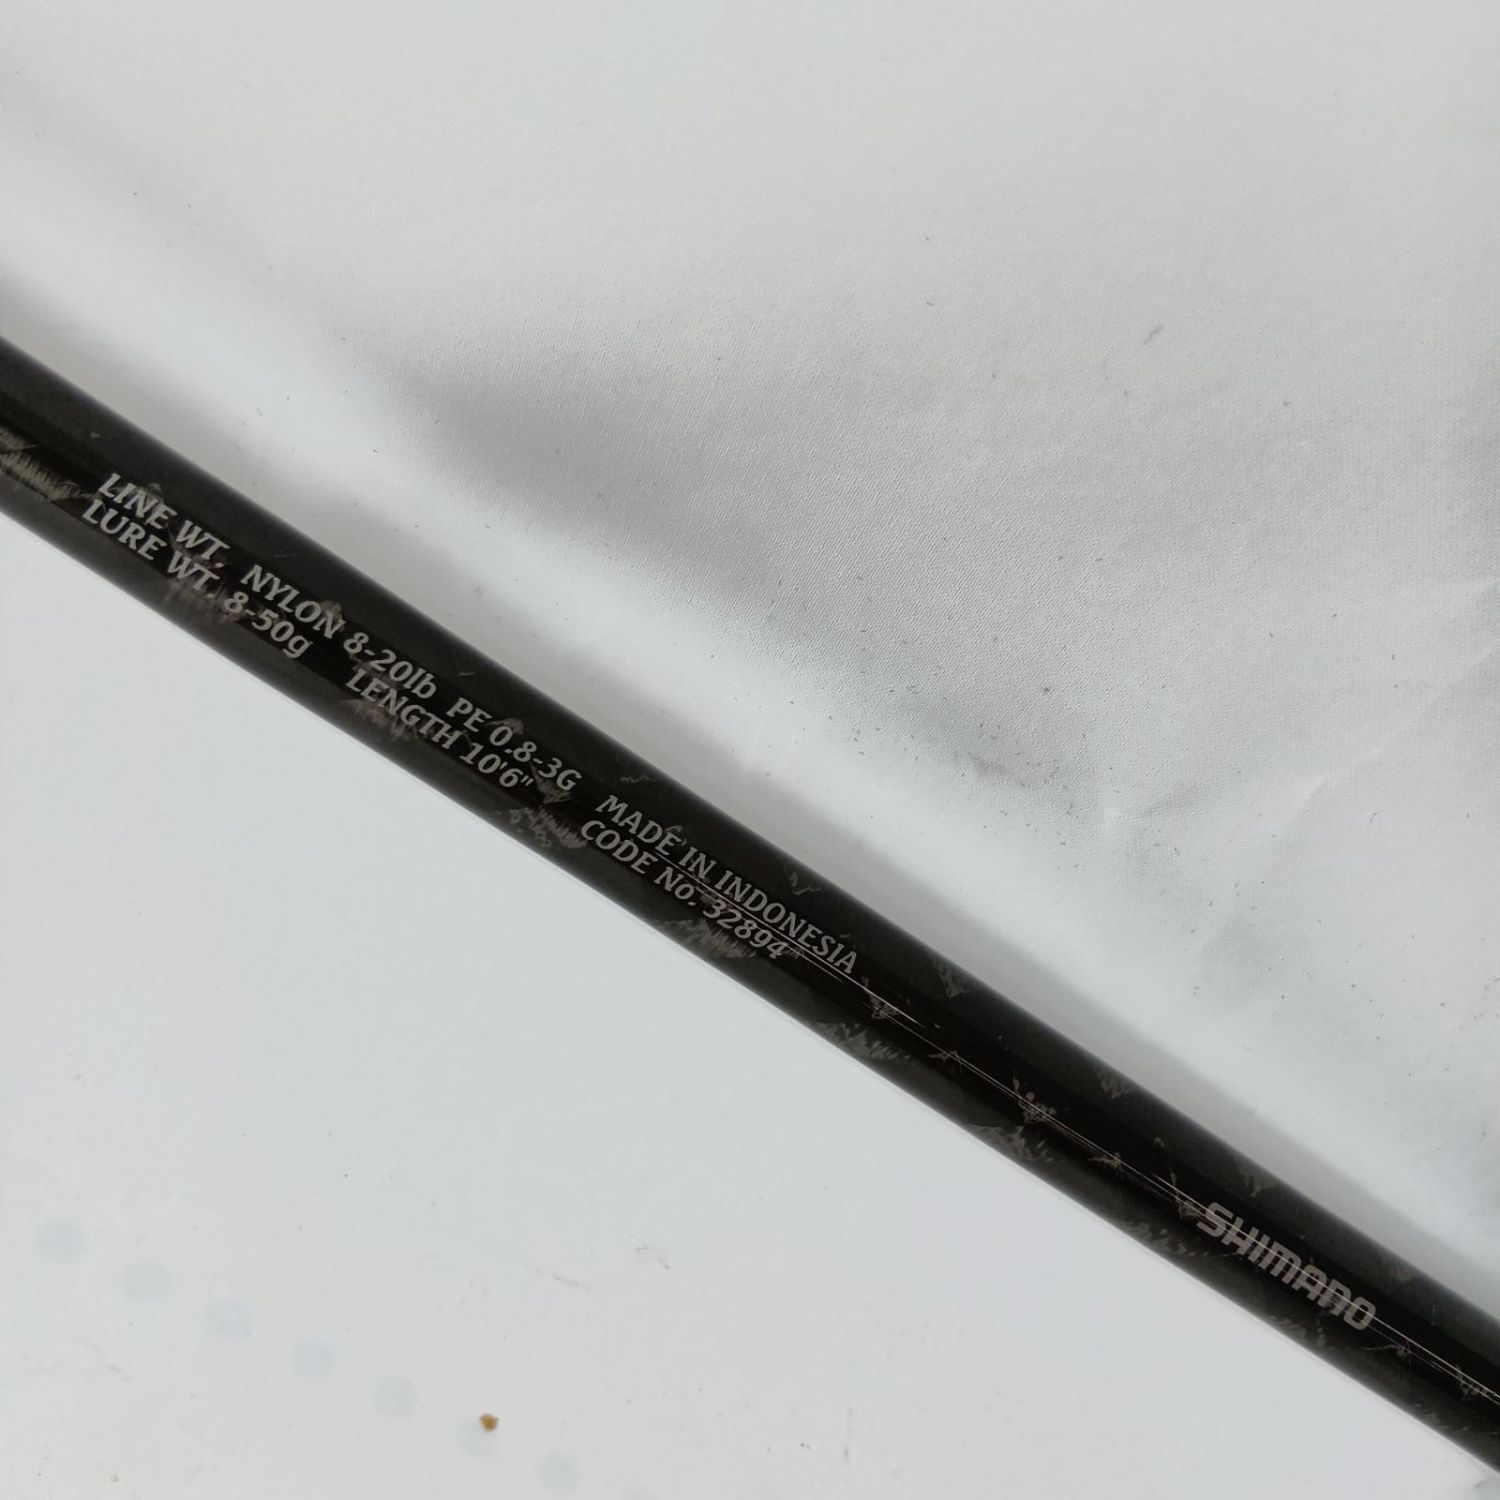 LINE WT. NYLON 8-20lb PE 0.8-3G MADE IN INDONESIA
LURE WT. 8-50g LENGTH 10'6" CODE No. 32894
SHIMANO